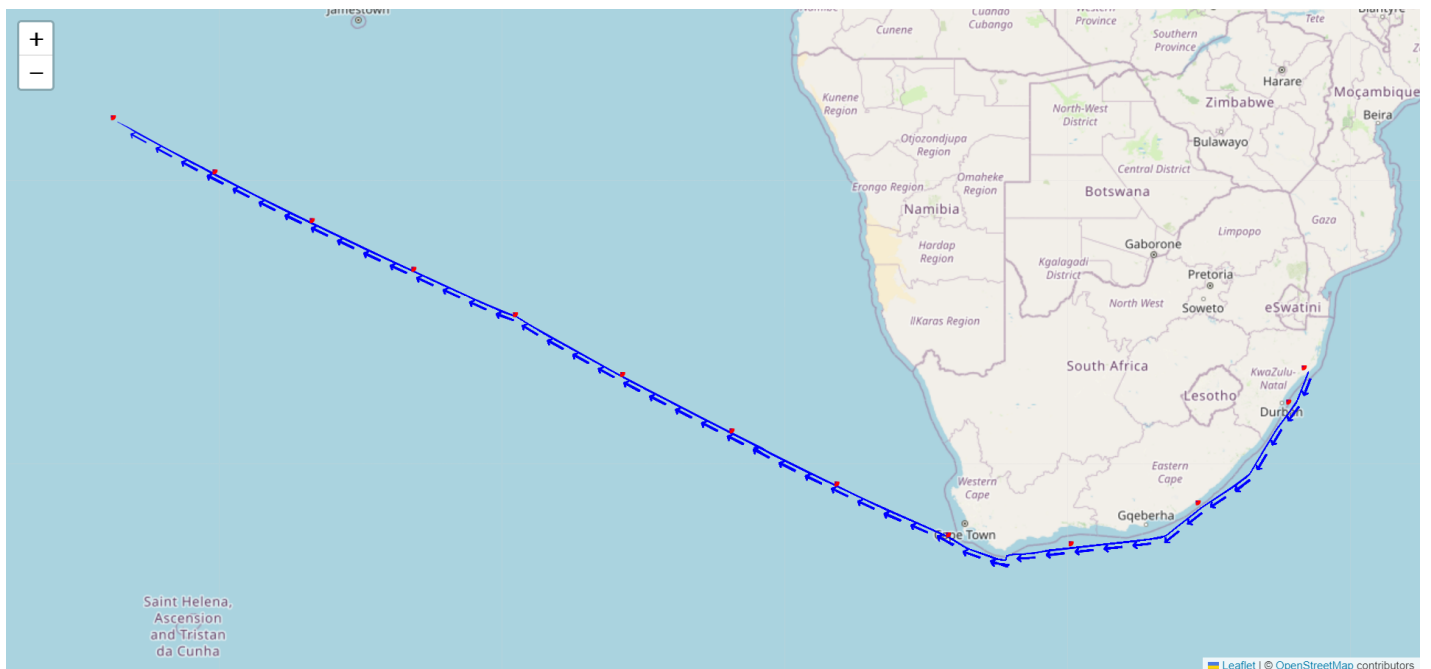 +
−
Jamestown
Cunene
Cuando
Cubango
Western
Province
Southern
Province
Tete
Blantyre
Harare
Zimbabwe
Moçambique
Beira
Bulawayo
Kunene
Region
Otjozondjupa
Region
North-West
District
Central District
Botswana
Erongo Region
Omaheke
Region
Namibia
Hardap
Region
Kgalagadi
District
Gaborone
Limpopo
Gaza
Pretoria
Soweto
North West
eSwatini
ǁKaras Region
South Africa
Lesotho
KwaZulu-
Natal
Durban
Eastern
Cape
Western
Cape
Gqeberha
Cape Town
Saint Helena,
Ascension
and Tristan
da Cunha
Leaflet | © OpenStreetMap contributors